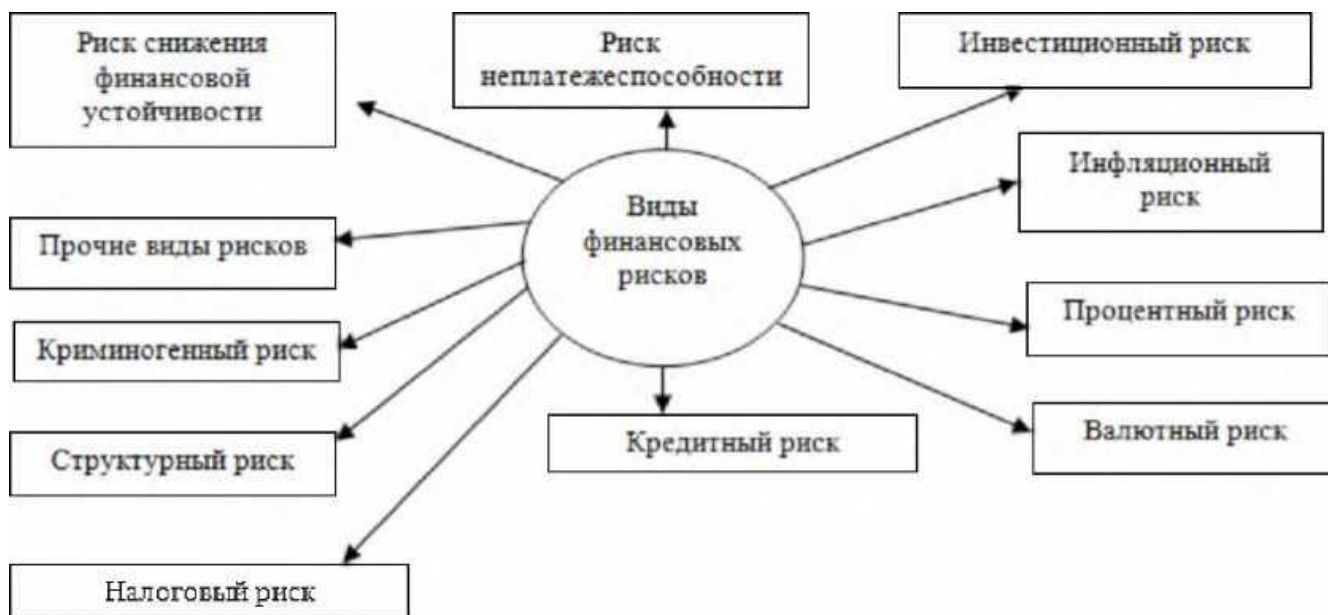 Риск снижения
финансовой
устойчивости
Риск
неплатежеспособности
Инвестиционный риск
Инфляционный
риск
Виды
финансовых
рисков
Прочие виды рисков
Процентный риск
Криминогенный риск
Валютный риск
Кредитный риск
Структурный риск
Налоговый риск